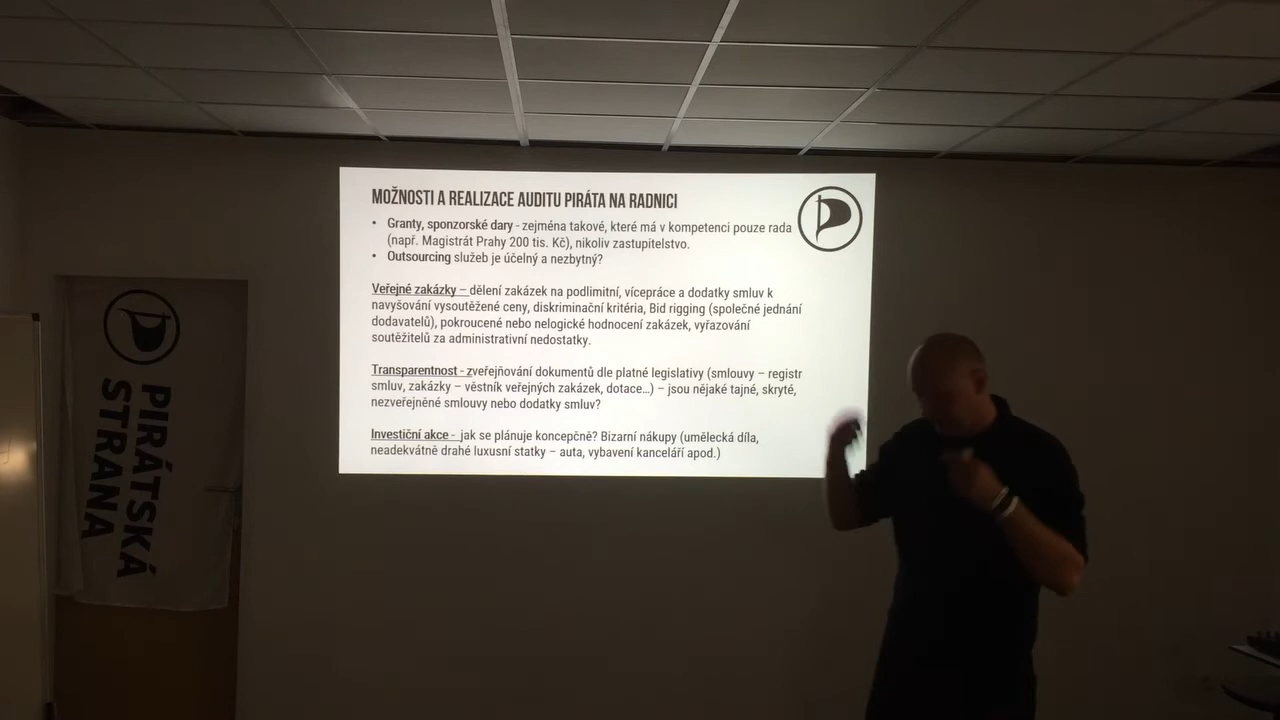 MOŽNOSTI A REALIZACE AUDITU PIRÁTA NA RADNICI
• Granty, sponzorské dary - zejména takové, které má v kompetenci pouze rada
(např. Magistrát Prahy 200 tis. Kč), nikoliv zastupitelstvo.
• Outsourcing služeb je účelný a nezbytný?
Veřejné zakázky – dělení zakázek na podlimitní, vícepráce a dodatky smluv k
navyšování vysoutěžené ceny, diskriminační kritéria, Bid rigging (společné jednání
dodavatelů), pokroucené nebo nelogické hodnocení zakázek, vyřazování
soutěžitelů za administrativní nedostatky.
Transparentnost - zveřejňování dokumentů dle platné legislativy (smlouvy – registr
smluv, zakázky – věstník veřejných zakázek, dotace…) – jsou nějaké tajné, skryté,
nezveřejněné smlouvy nebo dodatky smluv?
Investiční akce - jak se plánuje koncepčně? Bizarní nákupy (umělecká díla,
neadekvátně drahé luxusní statky – auta, vybavení kanceláří apod.)
PIRÁTSKÁ
STRANA